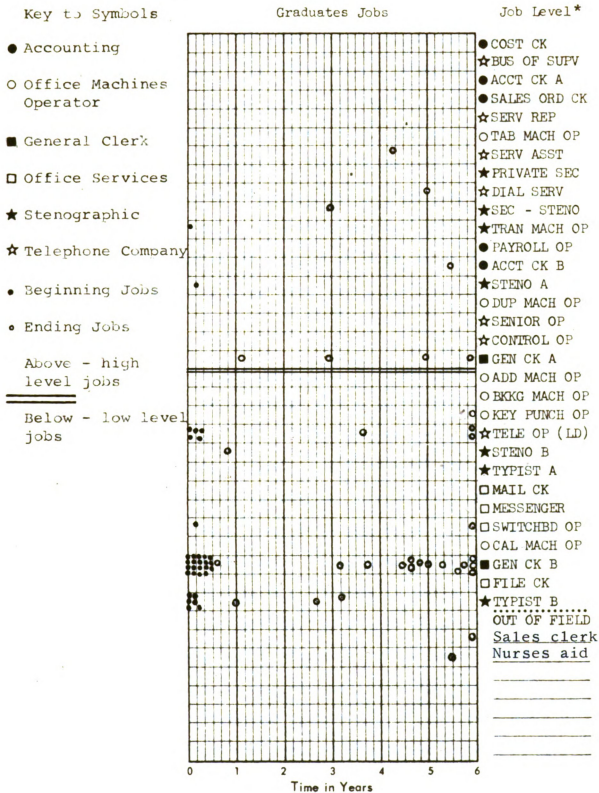 Key to Symbols
Graduates Jobs
Job Level*
Accounting
Office Machines
Operator
General Clerk
Office Services
Stenographic
Telephone Company
Beginning Jobs
Ending Jobs
Above - high
level jobs
Below - low level
jobs
COST CK
BUS OF SUPV
ACCT CK A
SALES ORD CK
SERV REP
TAB MACH OP
SERV ASST
PRIVATE SEC
DIAL SERV
SEC - STENO
TRAN MACH OP
PAYROLL OP
ACCT CK B
STENO A
DUP MACH OP
SENIOR OP
CONTROL OP
GEN CK A
ADD MACH OP
BKKG MACH OP
KEY PUNCH OP
TELE OP (LD)
STENO B
TYPIST A
MAIL CK
MESSENGER
SWITCHBD OP
CAL MACH OP
GEN CK B
FILE CK
TYPIST B
OUT OF FIELD
Sales clerk
Nurses aid
0 1 2 3 4 5 6
Time in Years